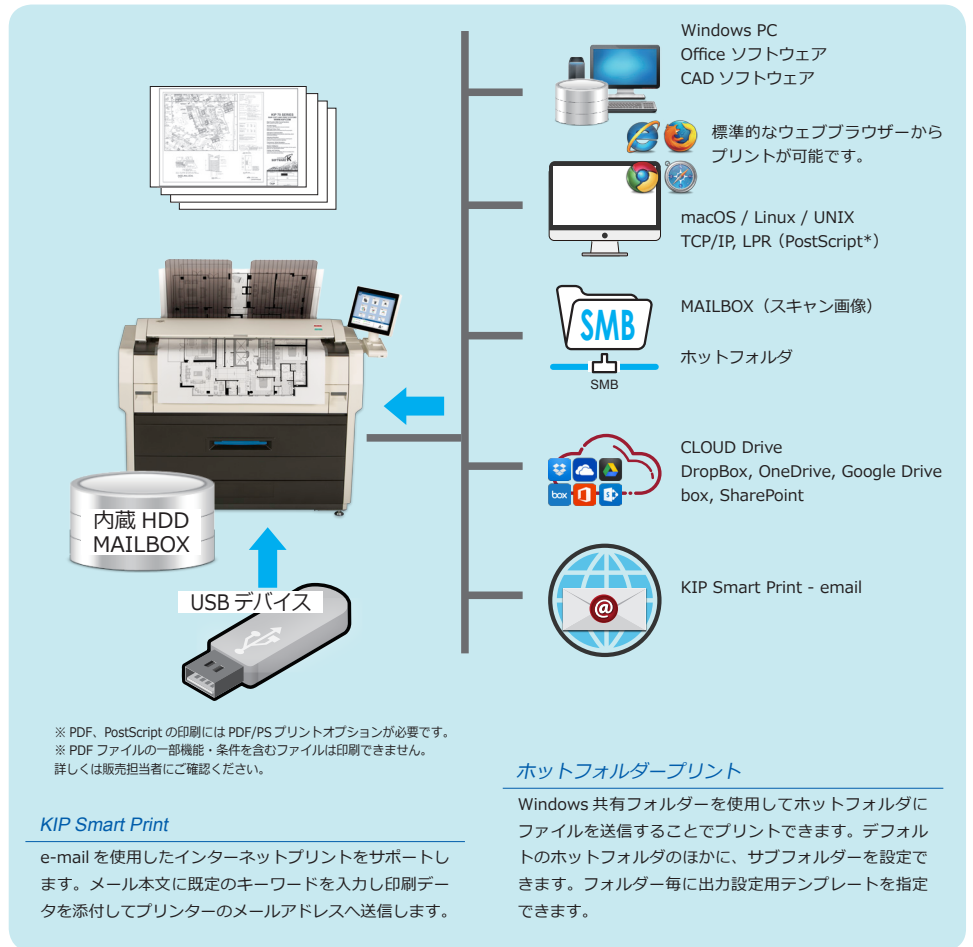 Windows PC
Office ソフトウェア
CAD ソフトウェア
標準的なウェブブラウザーから
プリントが可能です。
macOS / Linux / UNIX
TCP/IP, LPR（PostScript*）
SMB
MAILBOX（スキャン画像）
ホットフォルダ
SMB
CLOUD Drive
DropBox, OneDrive, Google Drive
box, SharePoint
box
@
KIP Smart Print - email
内蔵 HDD
MAILBOX
USB デバイス
※ PDF、PostScript の印刷には PDF/PS プリントオプションが必要です。
※ PDF ファイルの一部機能・条件を含むファイルは印刷できません。
詳しくは販売担当者にご確認ください。
KIP Smart Print
e-mail を使用したインターネットプリントをサポートし
ます。メール本文に既定のキーワードを入力し印刷デー
タを添付してプリンターのメールアドレスへ送信します。
ホットフォルダープリント
Windows 共有フォルダーを使用してホットフォルダに
ファイルを送信することでプリントできます。デフォル
トのホットフォルダのほかに、サブフォルダーを設定で
きます。フォルダー毎に出力設定用テンプレートを指定
できます。